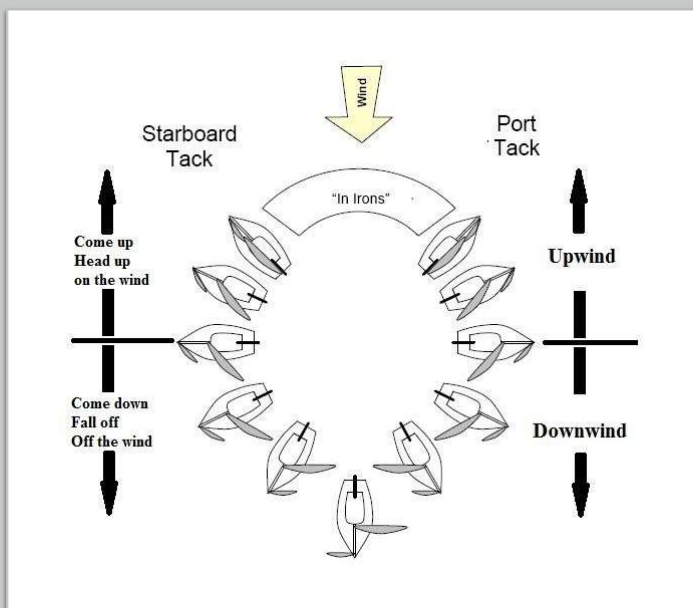 Wind
Starboard
Tack
Port
Tack
"In Irons"
Come up
Head up
on the wind
Upwind
Come down
Fall off
Off the wind
Downwind